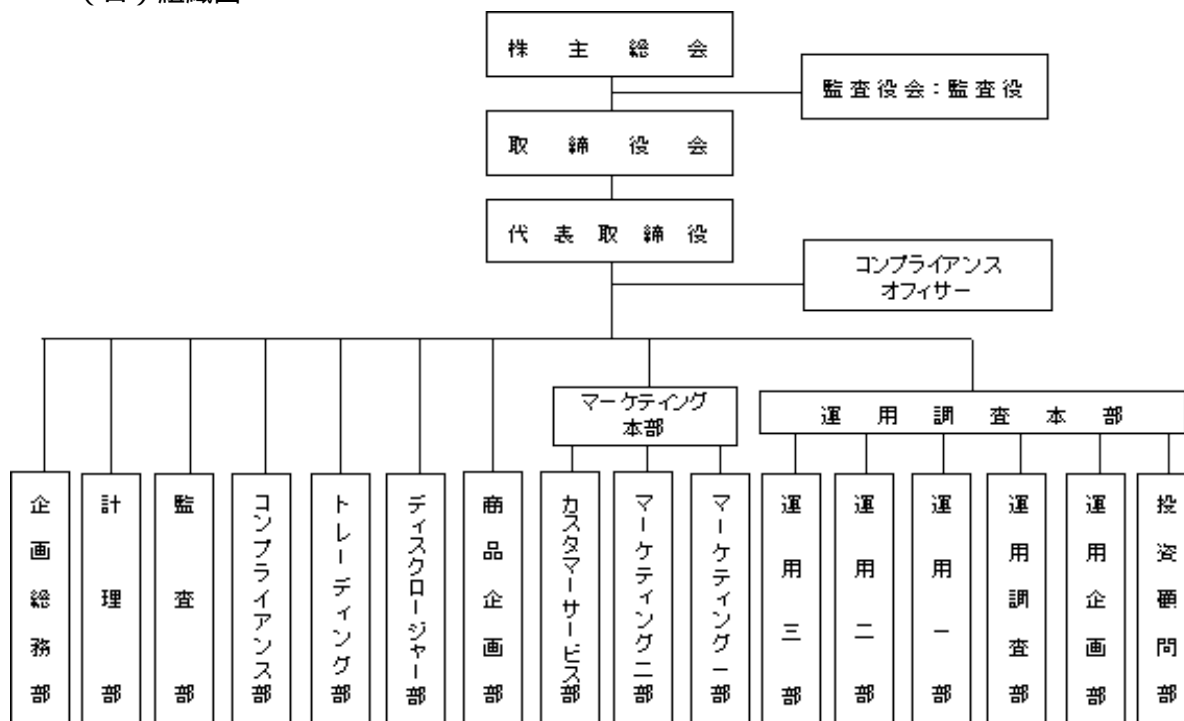 株主総会
監査役会：監査役
取締役会
代表取締役
コンプライアンス
オフィサー
マーケティング
本部
運用調査本部
企画総務部
計理部
監査部
コンプライアンス部
トレーディング部
ディスクロージャー部
商品企画部
カスタマーサービス部
マーケティング二部
マーケティング一部
運用三部
運用二部
運用一部
運用調査部
運用企画部
投資顧問部